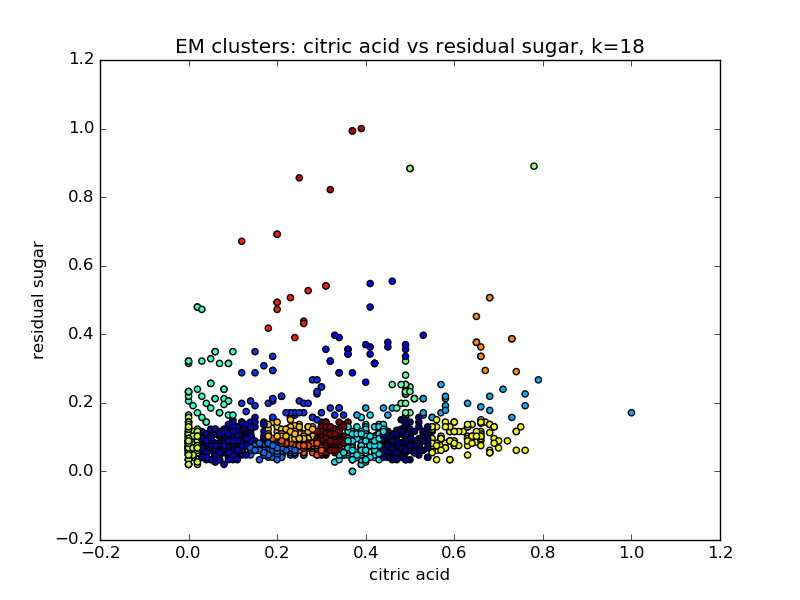 EM clusters: citric acid vs residual sugar, k=18
1.2
1.0
0.8
0.6
0.4
0.2
0.0
−0.2
residual sugar
−0.2 0.0 0.2 0.4 0.6 0.8 1.0 1.2
citric acid